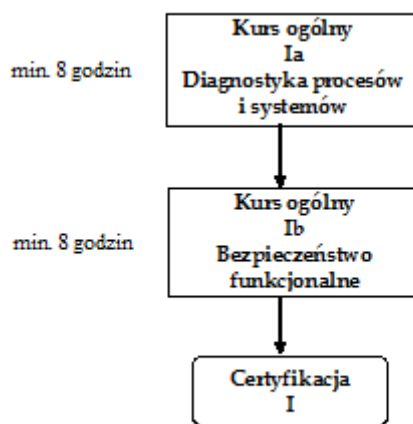 Kurs ogólny
Ia
min. 8 godzin
Diagnostyka procesów
i systemów
Kurs ogólny
Ib
min. 8 godzin
Bezpieczeństwo
funkcjonalne
Certyfikacja
I